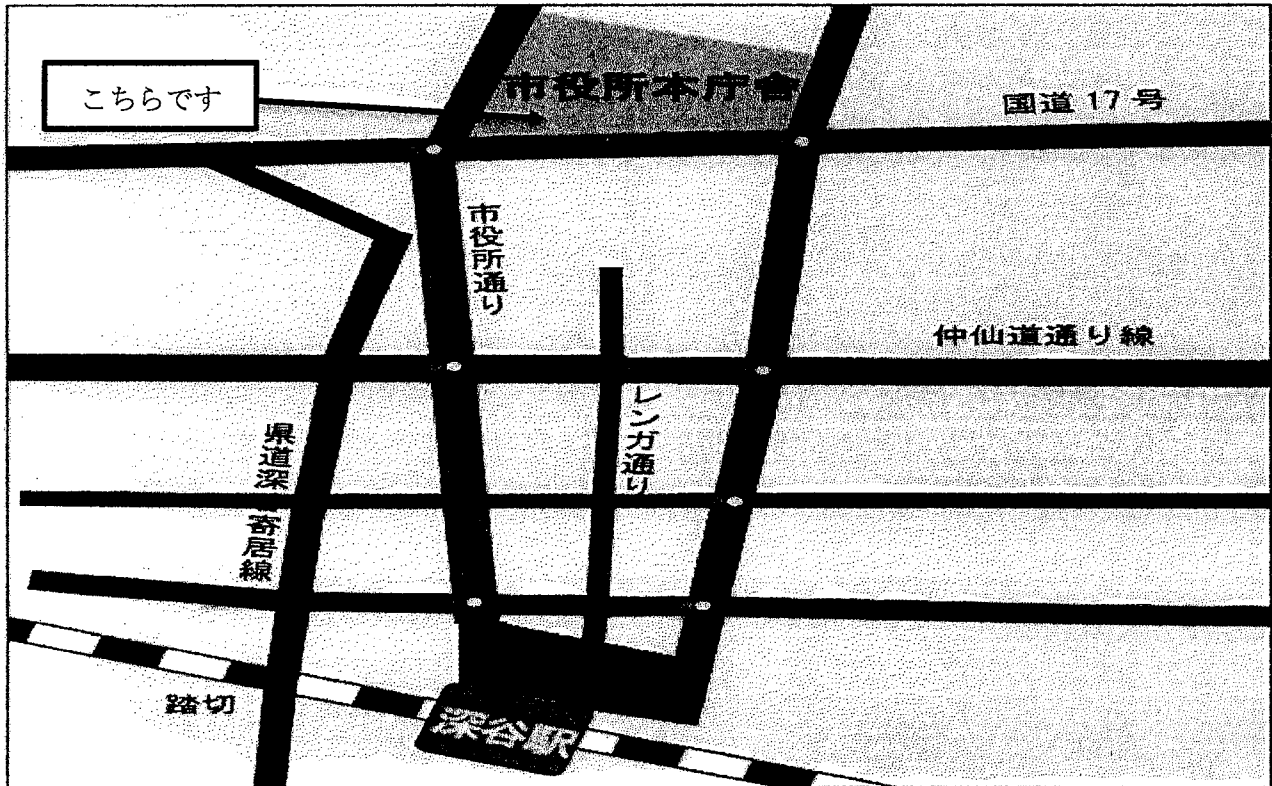 市役所本庁舎
こちらです
国道17号
市役所通り
仲仙道通り線
レンガ通り
県道深
寄居線
踏切
深谷駅